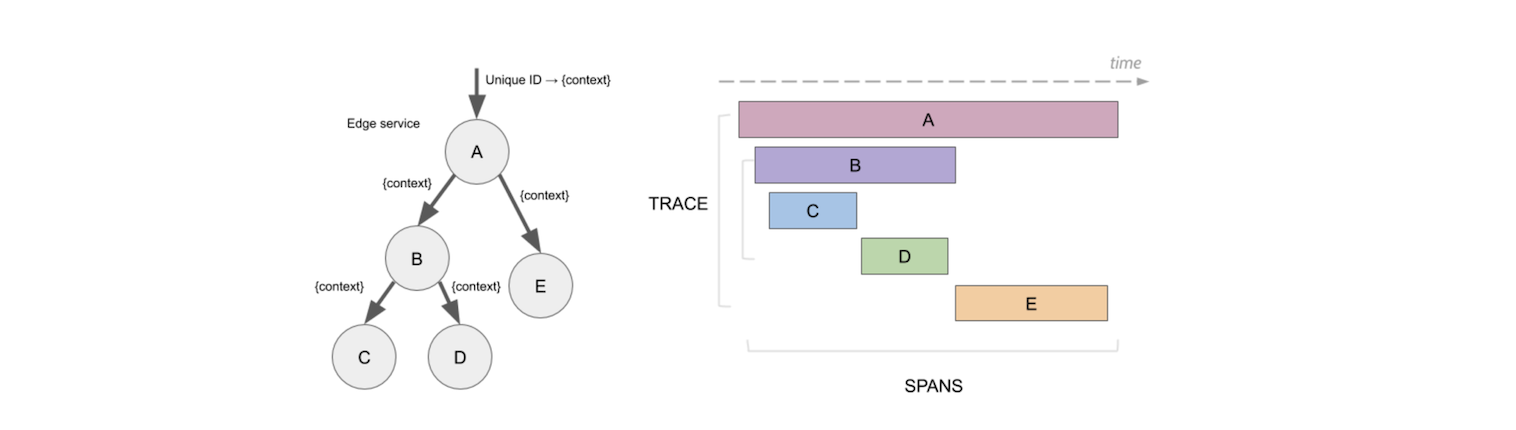 Unique ID → {context}
Edge service
A
{context}
{context}
B
E
{context}
{context}
C
D
time
A
B
TRACE
C
D
E
SPANS